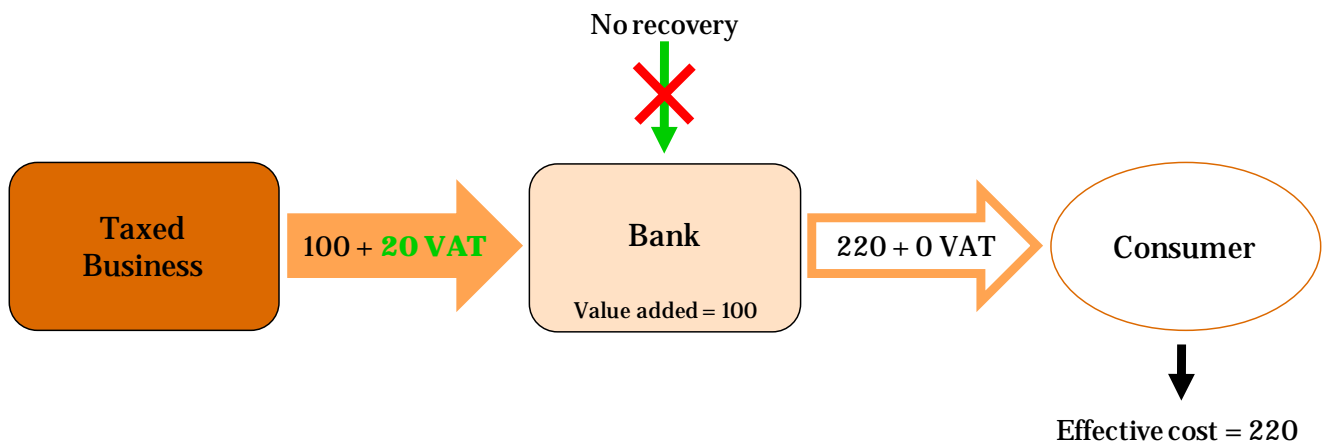 No recovery
Taxed
Business
100 + 20 VAT
Bank
Value added = 100
220 + 0 VAT
Consumer
Effective cost = 220